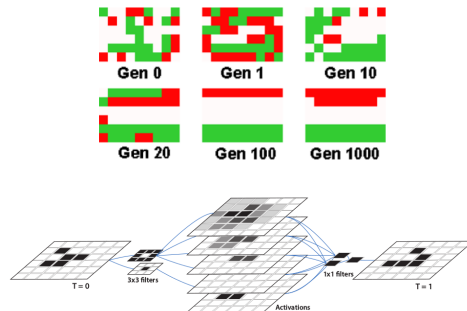 Gen 0 Gen 1 Gen 10
Gen 20 Gen 100 Gen 1000
T = 0 3x3 filters Activations 1x1 filters T = 1